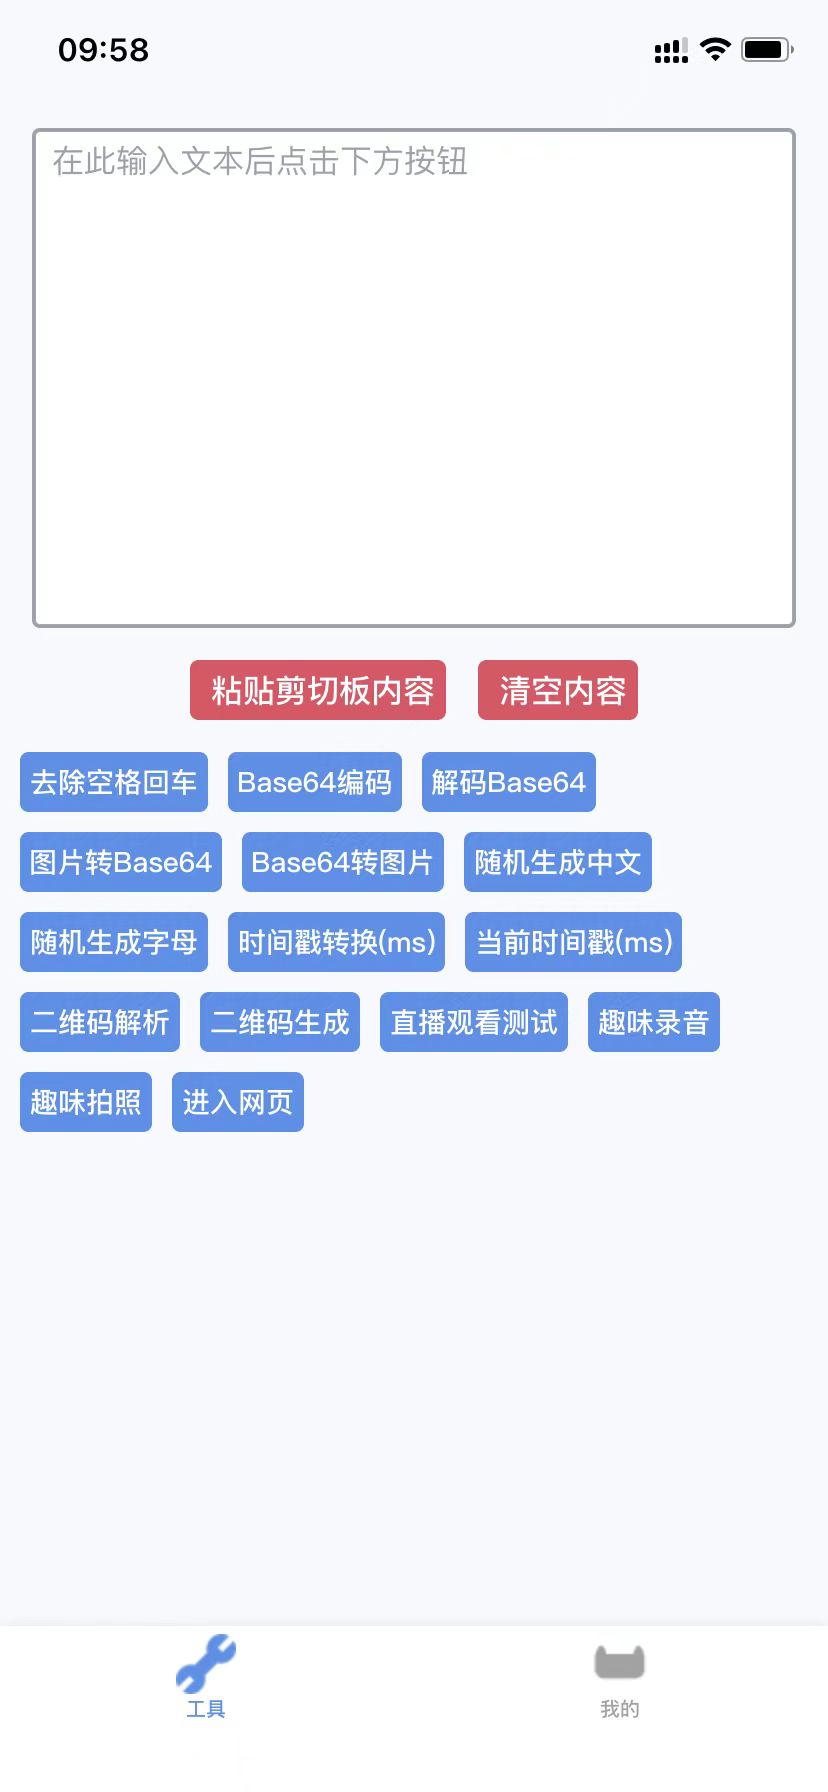 09:58
在此输入文本后点击下方按钮
粘贴剪切板内容 清空内容
去除空格回车 Base64编码 解码Base64
图片转Base64 Base64转图片 随机生成中文
随机生成字母 时间戳转换(ms) 当前时间戳(ms)
二维码解析 二维码生成 直播观看测试 趣味录音
趣味拍照 进入网页
工具 我的